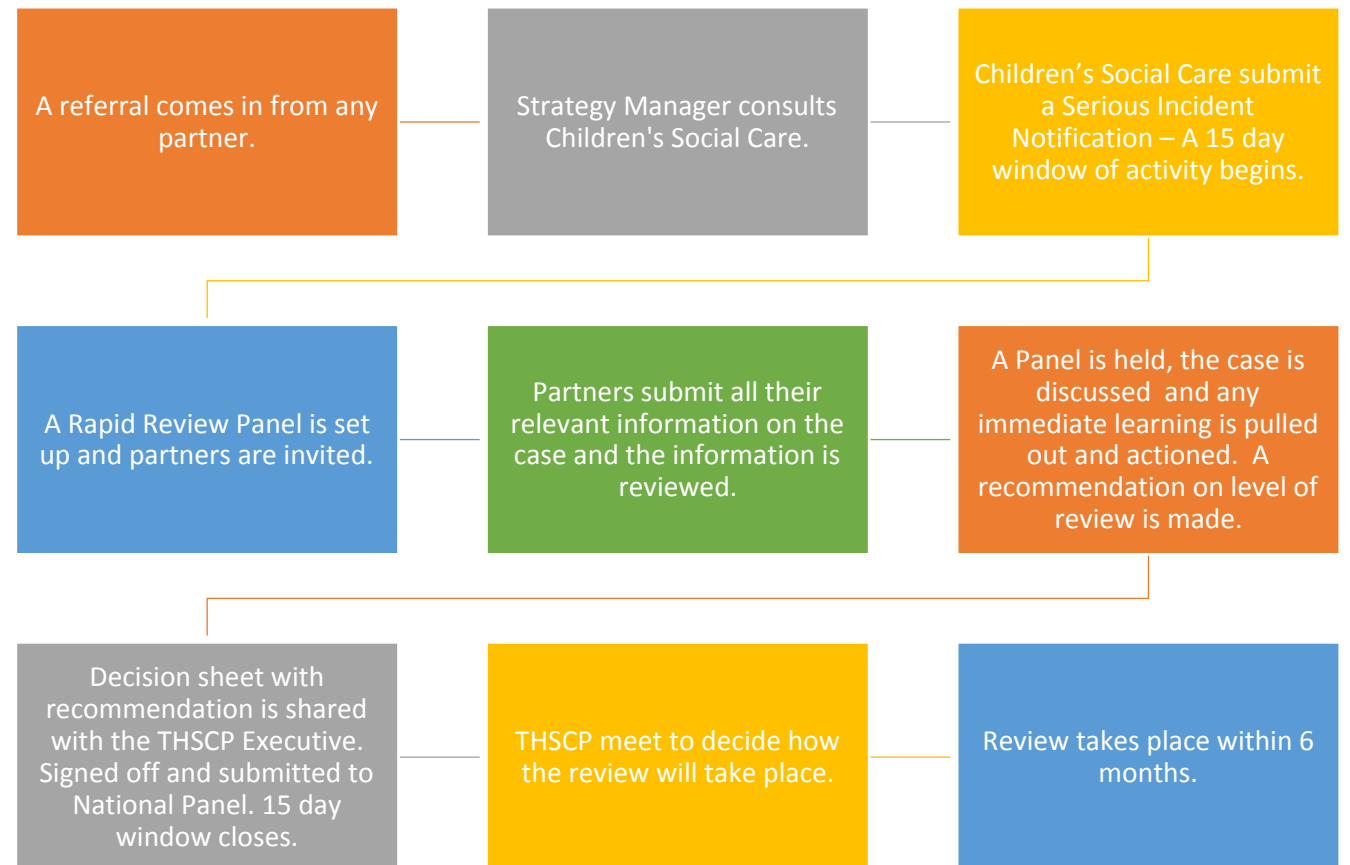 A referral comes in from any
partner.
Strategy Manager consults
Children's Social Care.
Children’s Social Care submit
a Serious Incident
Notification – A 15 day
window of activity begins.
A Rapid Review Panel is set
up and partners are invited.
Partners submit all their
relevant information on the
case and the information is
reviewed.
A Panel is held, the case is
discussed  and any
immediate learning is pulled
out and actioned.  A
recommendation on level of
review is made.
Decision sheet with
recommendation is shared
with the THSCP Executive.
Signed off and submitted to
National Panel. 15 day
window closes.
THSCP meet to decide how
the review will take place.
Review takes place within 6
months.